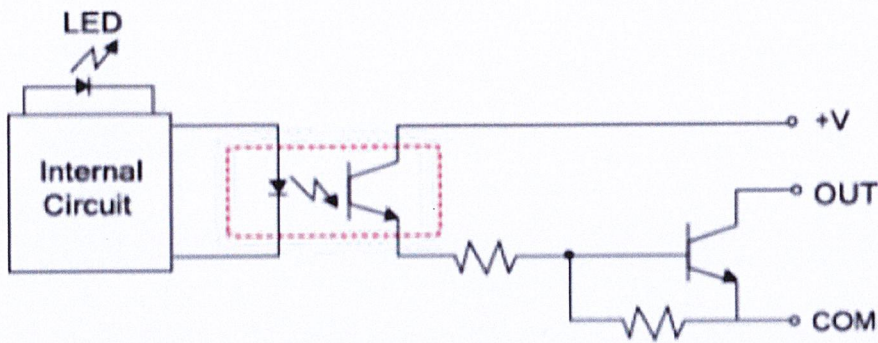 LED
+V
Internal
Circuit
OUT
COM